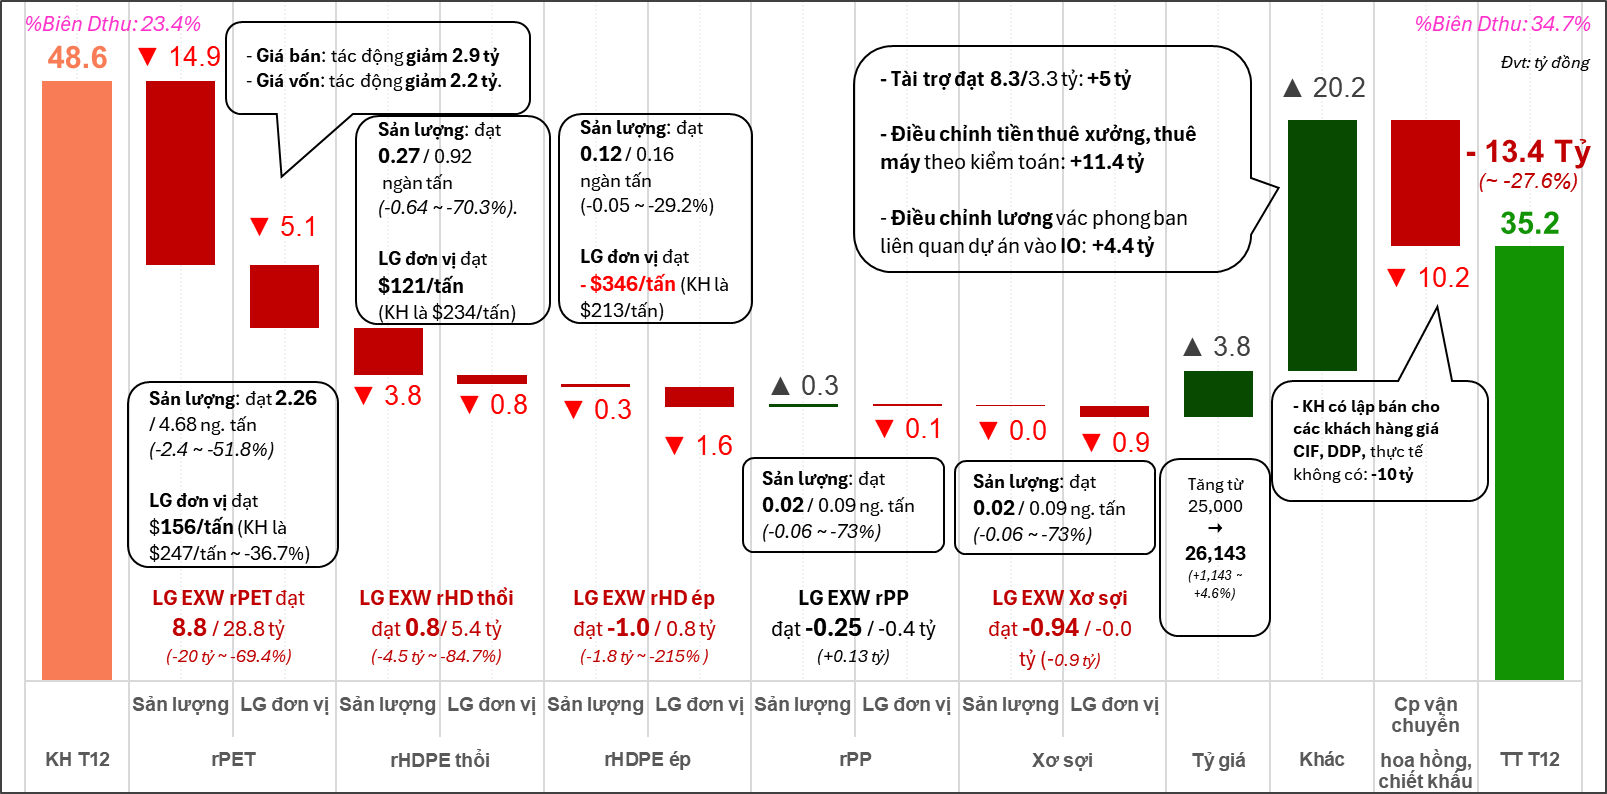 %Biên Dthu: 23.4%
%Biên Dthu: 34.7%
Đvt: tỷ đồng
48.6
▼ 14.9
- Giá bán: tác động giảm 2.9 tỷ
- Giá vốn: tác động giảm 2.2 tỷ.
▼ 5.1
Sản lượng: đạt
0.27 / 0.92
ngàn tấn
(-0.64 ~ -70.3%).
LG đơn vị đạt
$121/tấn
(KH là $234/tấn)
Sản lượng: đạt
0.12 / 0.16
ngàn tấn
(-0.05 ~ -29.2%)
LG đơn vị đạt
- $346/tấn (KH là
$213/tấn)
- Tài trợ đạt 8.3/3.3 tỷ: +5 tỷ
- Điều chỉnh tiền thuê xưởng, thuê
máy theo kiểm toán: +11.4 tỷ
- Điều chỉnh lương vác phong ban
liên quan dự án vào IO: +4.4 tỷ
▲ 20.2
- 13.4 Tỷ
(~ -27.6%)
35.2
▼ 10.2
▼ 3.8
▼ 0.8
▼ 0.3
▼ 1.6
▲ 0.3
▼ 0.1
▼ 0.0
▼ 0.9
▲ 3.8
Sản lượng: đạt 2.26
/ 4.68 ng. tấn
(-2.4 ~ -51.8%)
LG đơn vị đạt
$156/tấn (KH là
$247/tấn ~ -36.7%)
Sản lượng: đạt
0.02 / 0.09 ng. tấn
(-0.06 ~ -73%)
Sản lượng: đạt
0.02 / 0.09 ng. tấn
(-0.06 ~ -73%)
Tăng từ
25,000
→
26,143
(+1,143 ~
+4.6%)
- KH có lập bán cho
các khách hàng giá
CIF, DDP, thực tế
không có: -10 tỷ
LG EXW rPET đạt
8.8 / 28.8 tỷ
(-20 tỷ ~ -69.4%)
LG EXW rHD thổi
đạt 0.8/ 5.4 tỷ
(-4.5 tỷ ~ -84.7%)
LG EXW rHD ép
đạt -1.0 / 0.8 tỷ
(-1.8 tỷ ~ -215% )
LG EXW rPP
đạt -0.25 / -0.4 tỷ
(+0.13 tỷ)
LG EXW Xơ sợi
đạt -0.94 / -0.0
tỷ (-0.9 tỷ)
Sản lượng
LG đơn vị
Sản lượng
LG đơn vị
Sản lượng
LG đơn vị
Sản lượng
LG đơn vị
Sản lượng
LG đơn vị
Cp vận
chuyển
KH T12
rPET
rHDPE thổi
rHDPE ép
rPP
Xơ sợi
Tỷ giá
Khác
hoa hồng,
chiết khấu
TT T12